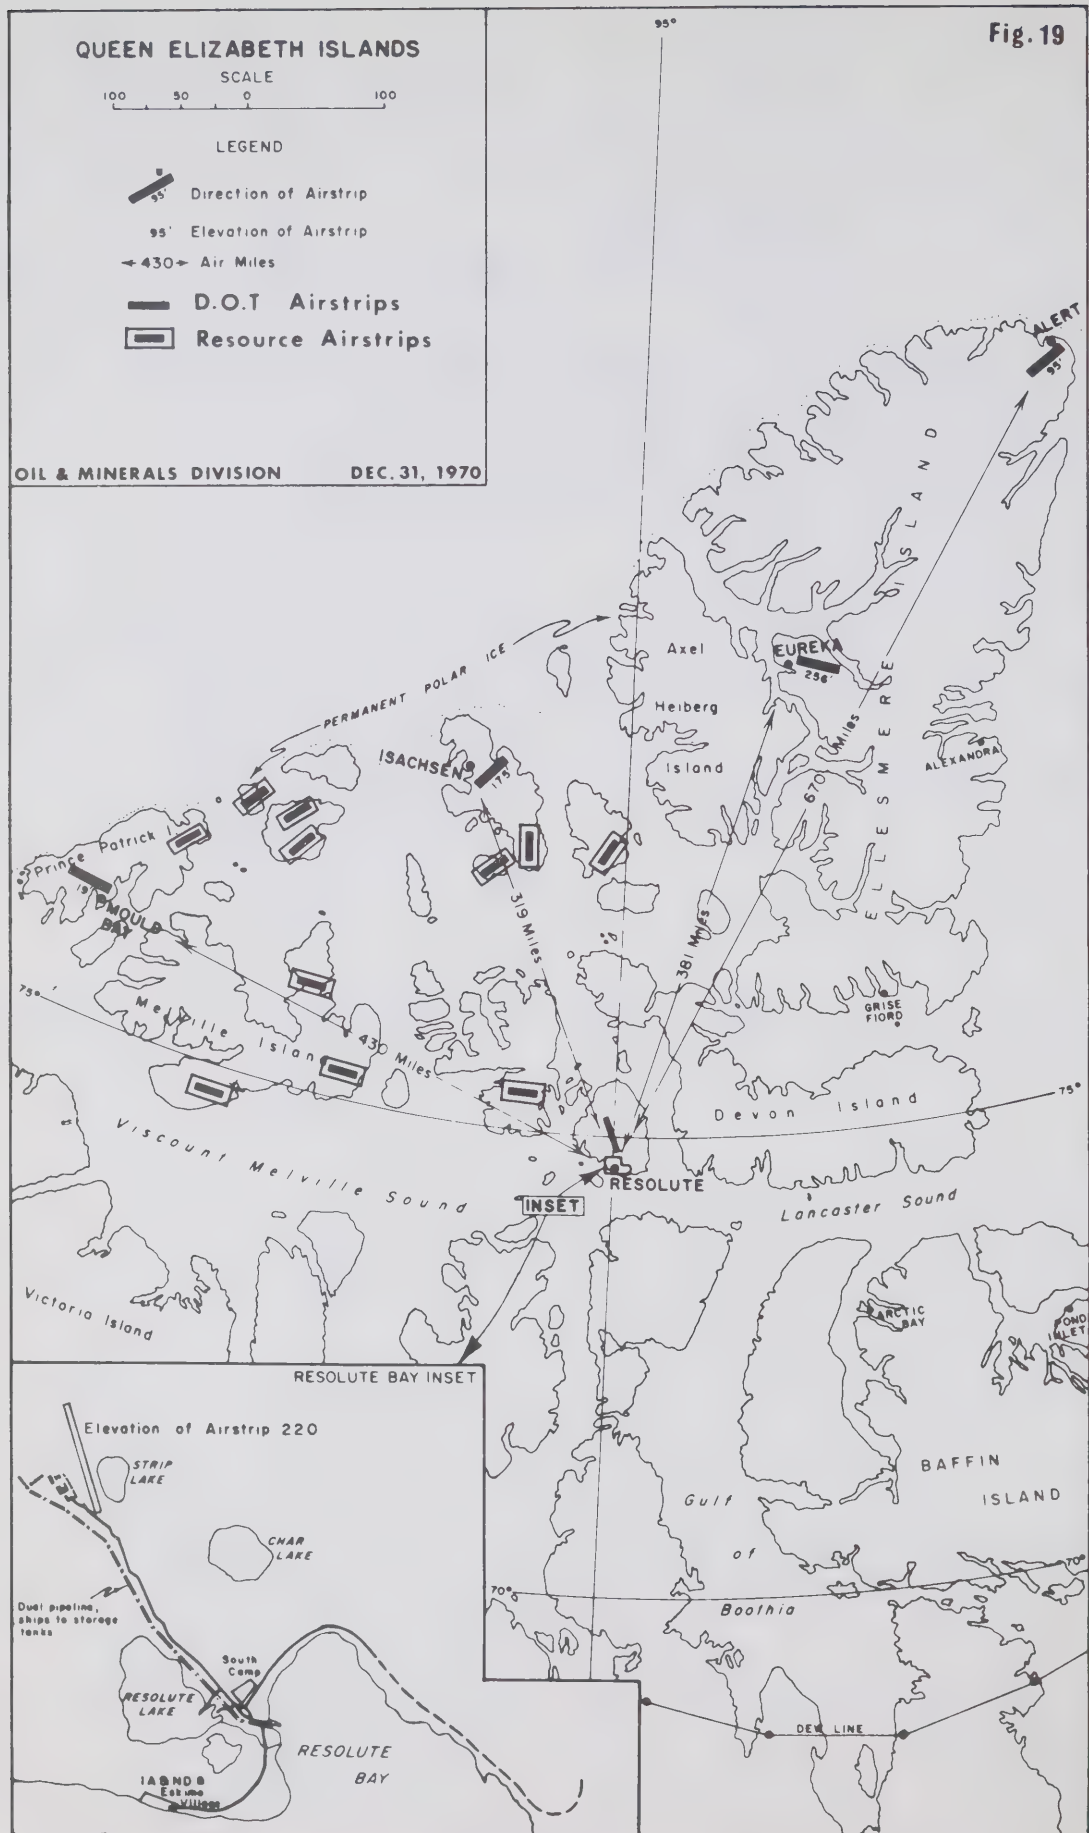 Fig. 19
QUEEN ELIZABETH ISLANDS
SCALE
100 50 0 100
LEGEND
95' Direction of Airstrip
95' Elevation of Airstrip
430 Air Miles
D.O.T Airstrips
Resource Airstrips
OIL & MINERALS DIVISION DEC. 31, 1970
95°
ALERT
95'
ELLESMERE ISLAND
PERMANENT POLAR ICE
Axel
Heiberg
Island
EUREKA
256'
ALEXANDRA
670 Miles
ISACHSEN
175'
Prince Patrick I.
19'
MOULD
BAY
319 Miles
381 Miles
430 Miles
75°
Melville Island
GRISE
FIORD
Devon Island
75°
Viscount Melville Sound
RESOLUTE
INSET
Lancaster Sound
Victoria Island
ARCTIC
BAY
POND
INLET
BAFFIN
ISLAND
Gulf
of
Boothia
70°
70°
DEW LINE
RESOLUTE BAY INSET
Elevation of Airstrip 220
STRIP
LAKE
CHAR
LAKE
Dual pipeline,
ships to storage
tanks
South
Camp
RESOLUTE
LAKE
RESOLUTE
BAY
Eskimo
Village